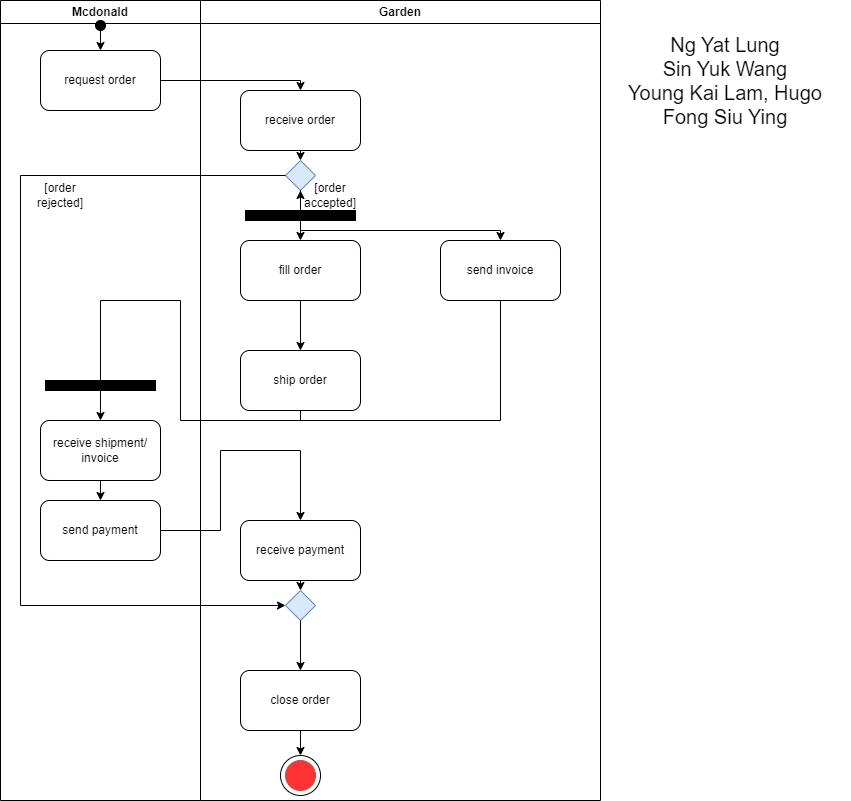 Mcdonald
Garden
Ng Yat Lung
Sin Yuk Wang
Young Kai Lam, Hugo
Fong Siu Ying
request order
receive order
[order
rejected]
[order
accepted]
fill order
send invoice
ship order
receive shipment/
invoice
send payment
receive payment
close order